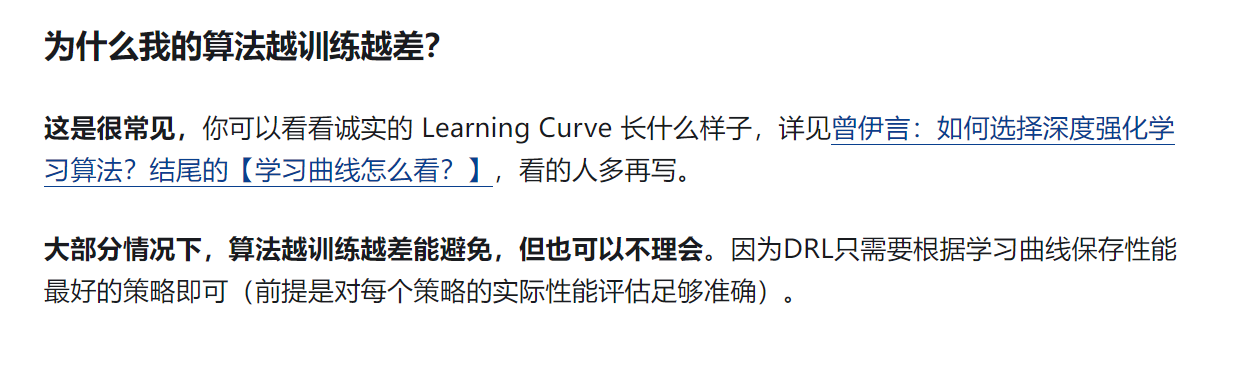 为什么我的算法越训练越差？
这是很常见，你可以看看诚实的 Learning Curve 长什么样子，详见曾伊言：如何选择深度强化学
习算法？结尾的【学习曲线怎么看？】，看的人多再写。
大部分情况下，算法越训练越差能避免，但也可以不理会。因为DRL只需要根据学习曲线保存性能
最好的策略即可（前提是对每个策略的实际性能评估足够准确）。